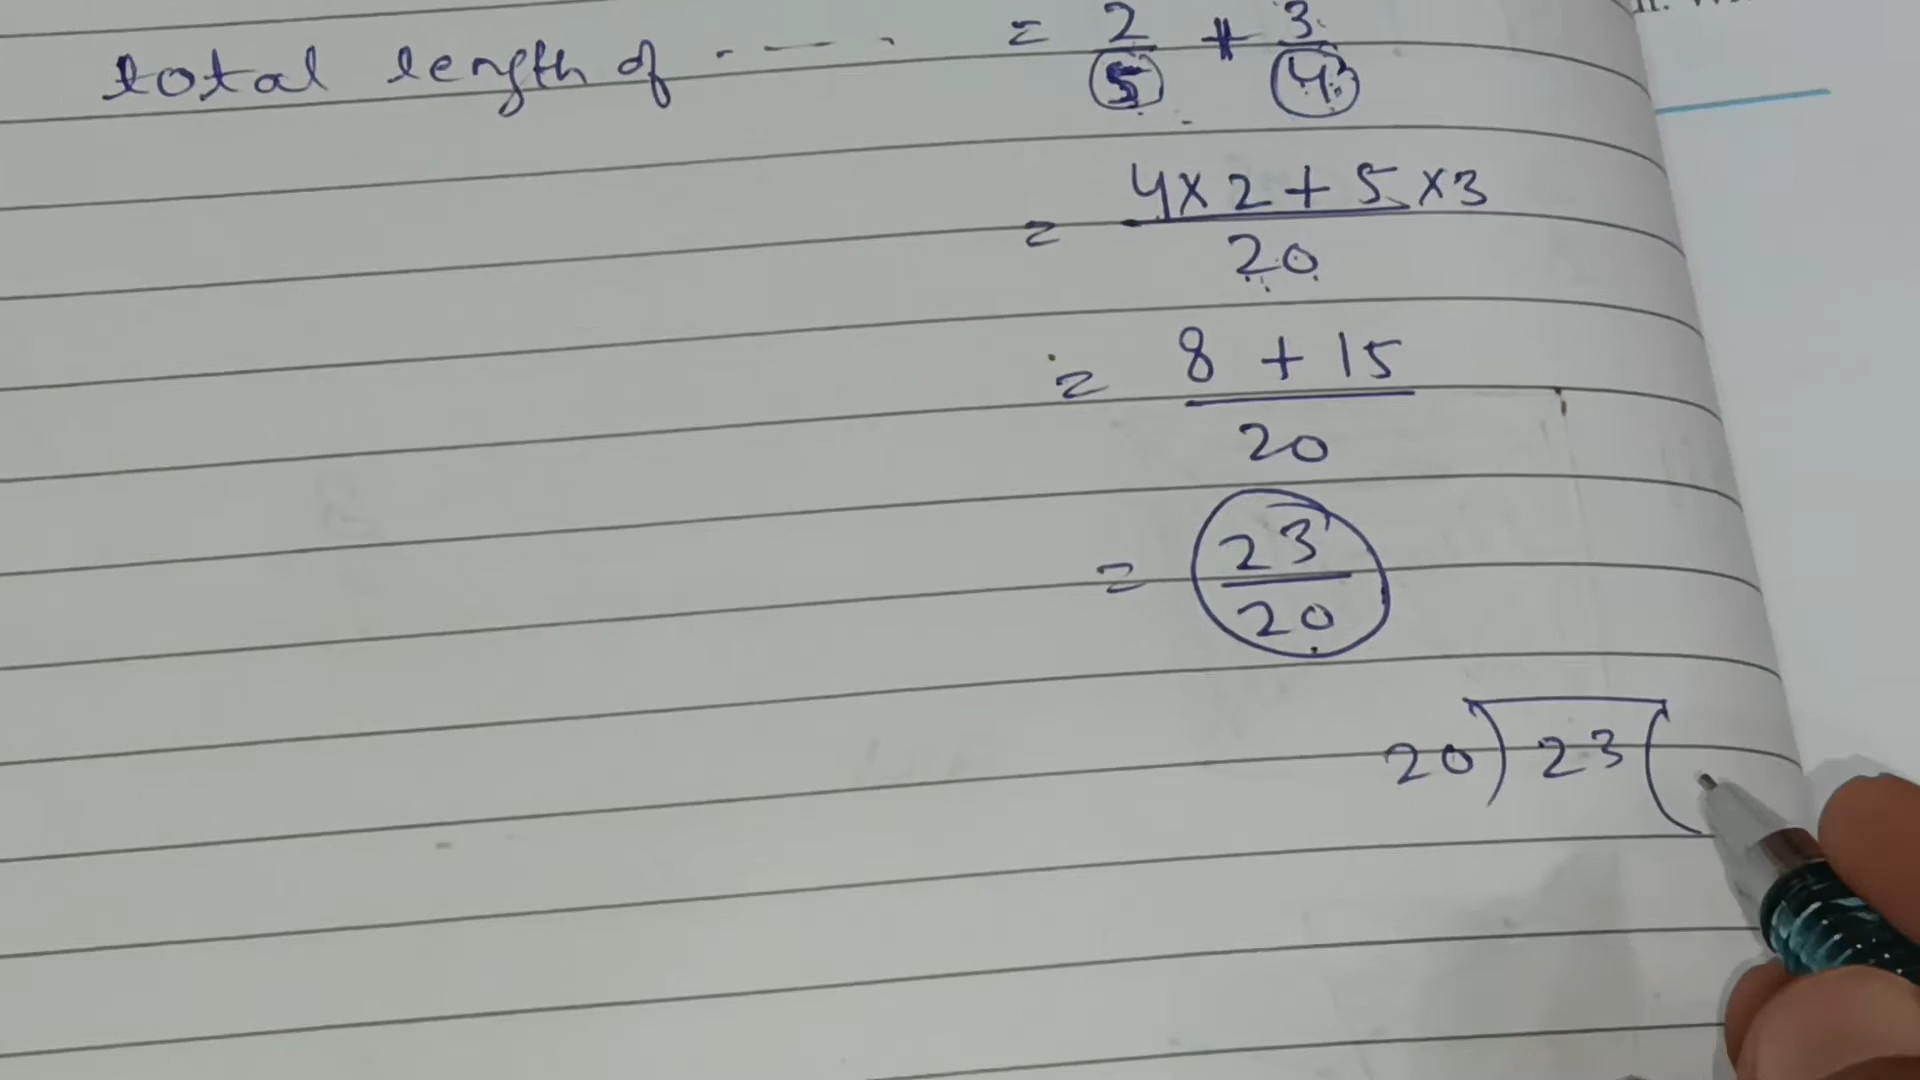 total length of ..... = 2/5 + 3/4
= 4x2+5x3/20
= 8 + 15/20
= 23/20
20)23(